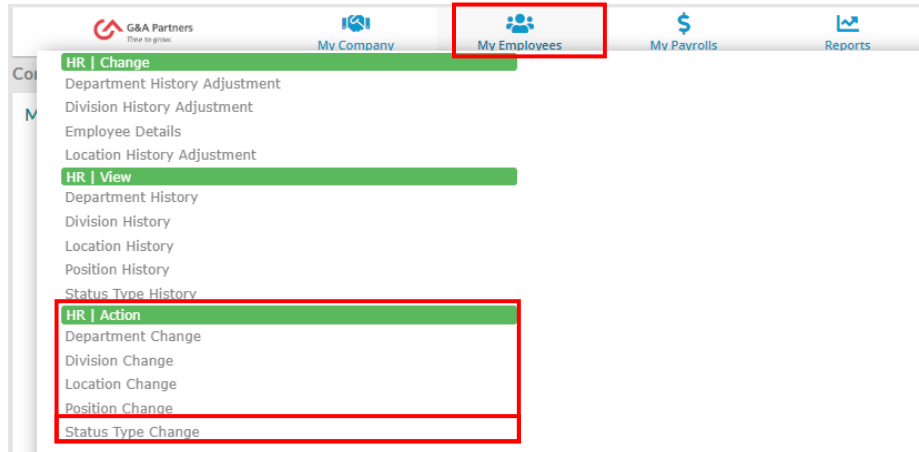 G&A Partners
Time to grow.
My Company
My Employees
My Payrolls
Reports
Co
M
HR | Change
Department History Adjustment
Division History Adjustment
Employee Details
Location History Adjustment
HR | View
Department History
Division History
Location History
Position History
Status Type History
HR | Action
Department Change
Division Change
Location Change
Position Change
Status Type Change